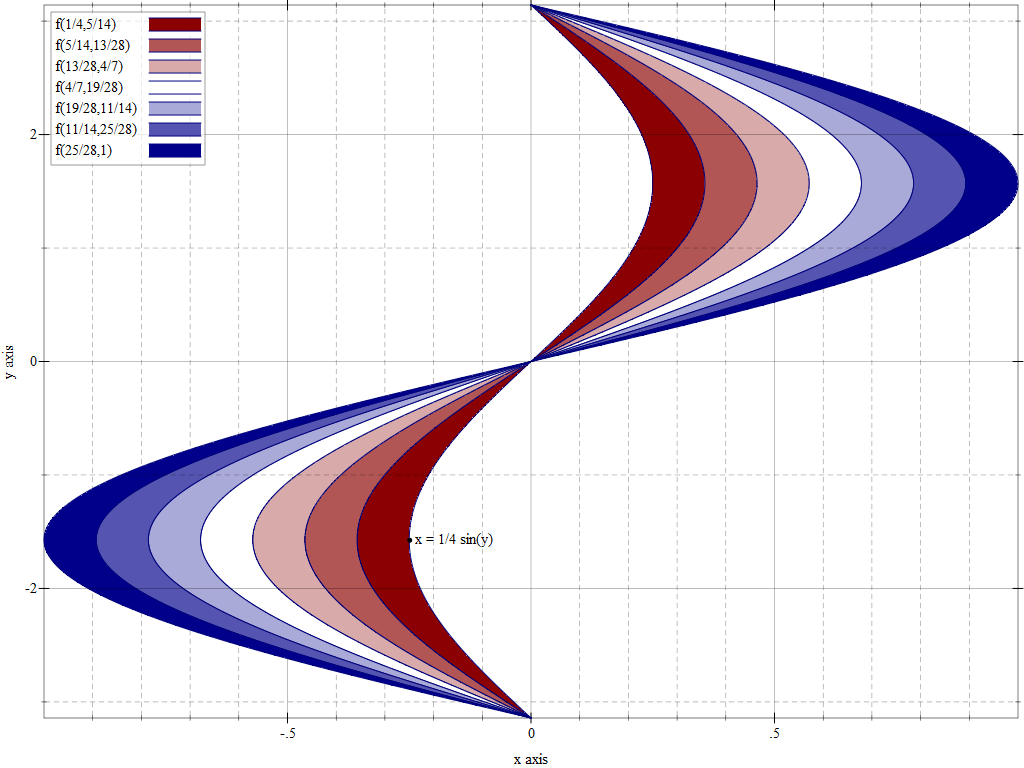 f(1/4,5/14)
f(5/14,13/28)
f(13/28,4/7)
f(4/7,19/28)
f(19/28,11/14)
f(11/14,25/28)
f(25/28,1)
2
0
-2
y axis
x = 1/4 sin(y)
-.5
0
.5
x axis